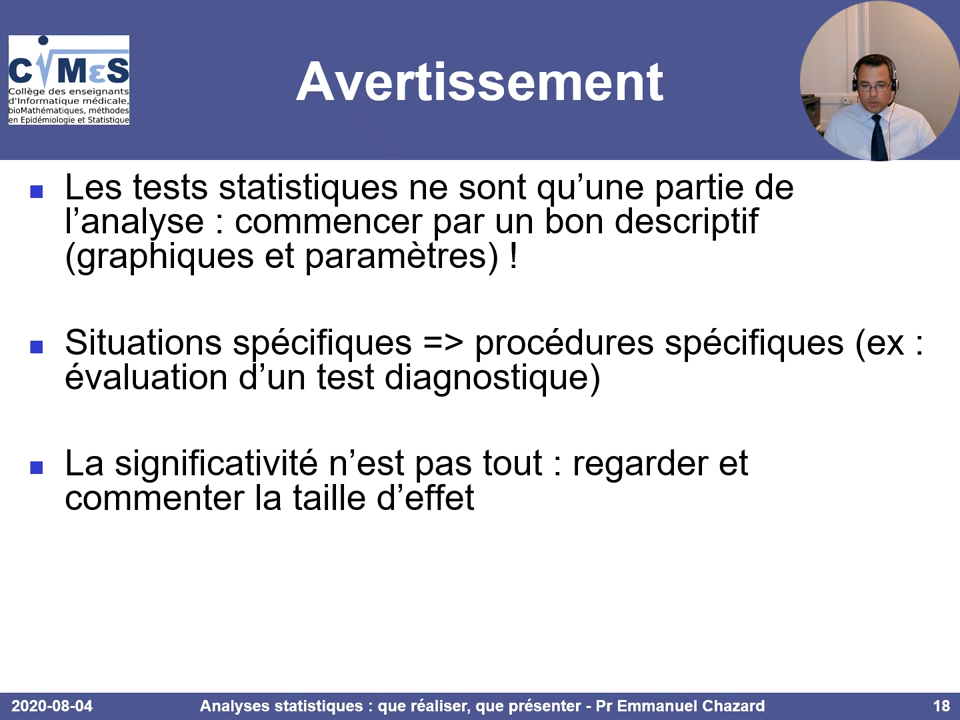 CIMεS
Collège des enseignants
d'Informatique médicale,
bioMathématiques, méthodes
en Epidémiologie et Statistique
Avertissement
Les tests statistiques ne sont qu’une partie de
l’analyse : commencer par un bon descriptif
(graphiques et paramètres) !
Situations spécifiques => procédures spécifiques (ex :
évaluation d’un test diagnostique)
La significativité n’est pas tout : regarder et
commenter la taille d’effet
2020-08-04 Analyses statistiques : que réaliser, que présenter - Pr Emmanuel Chazard 18